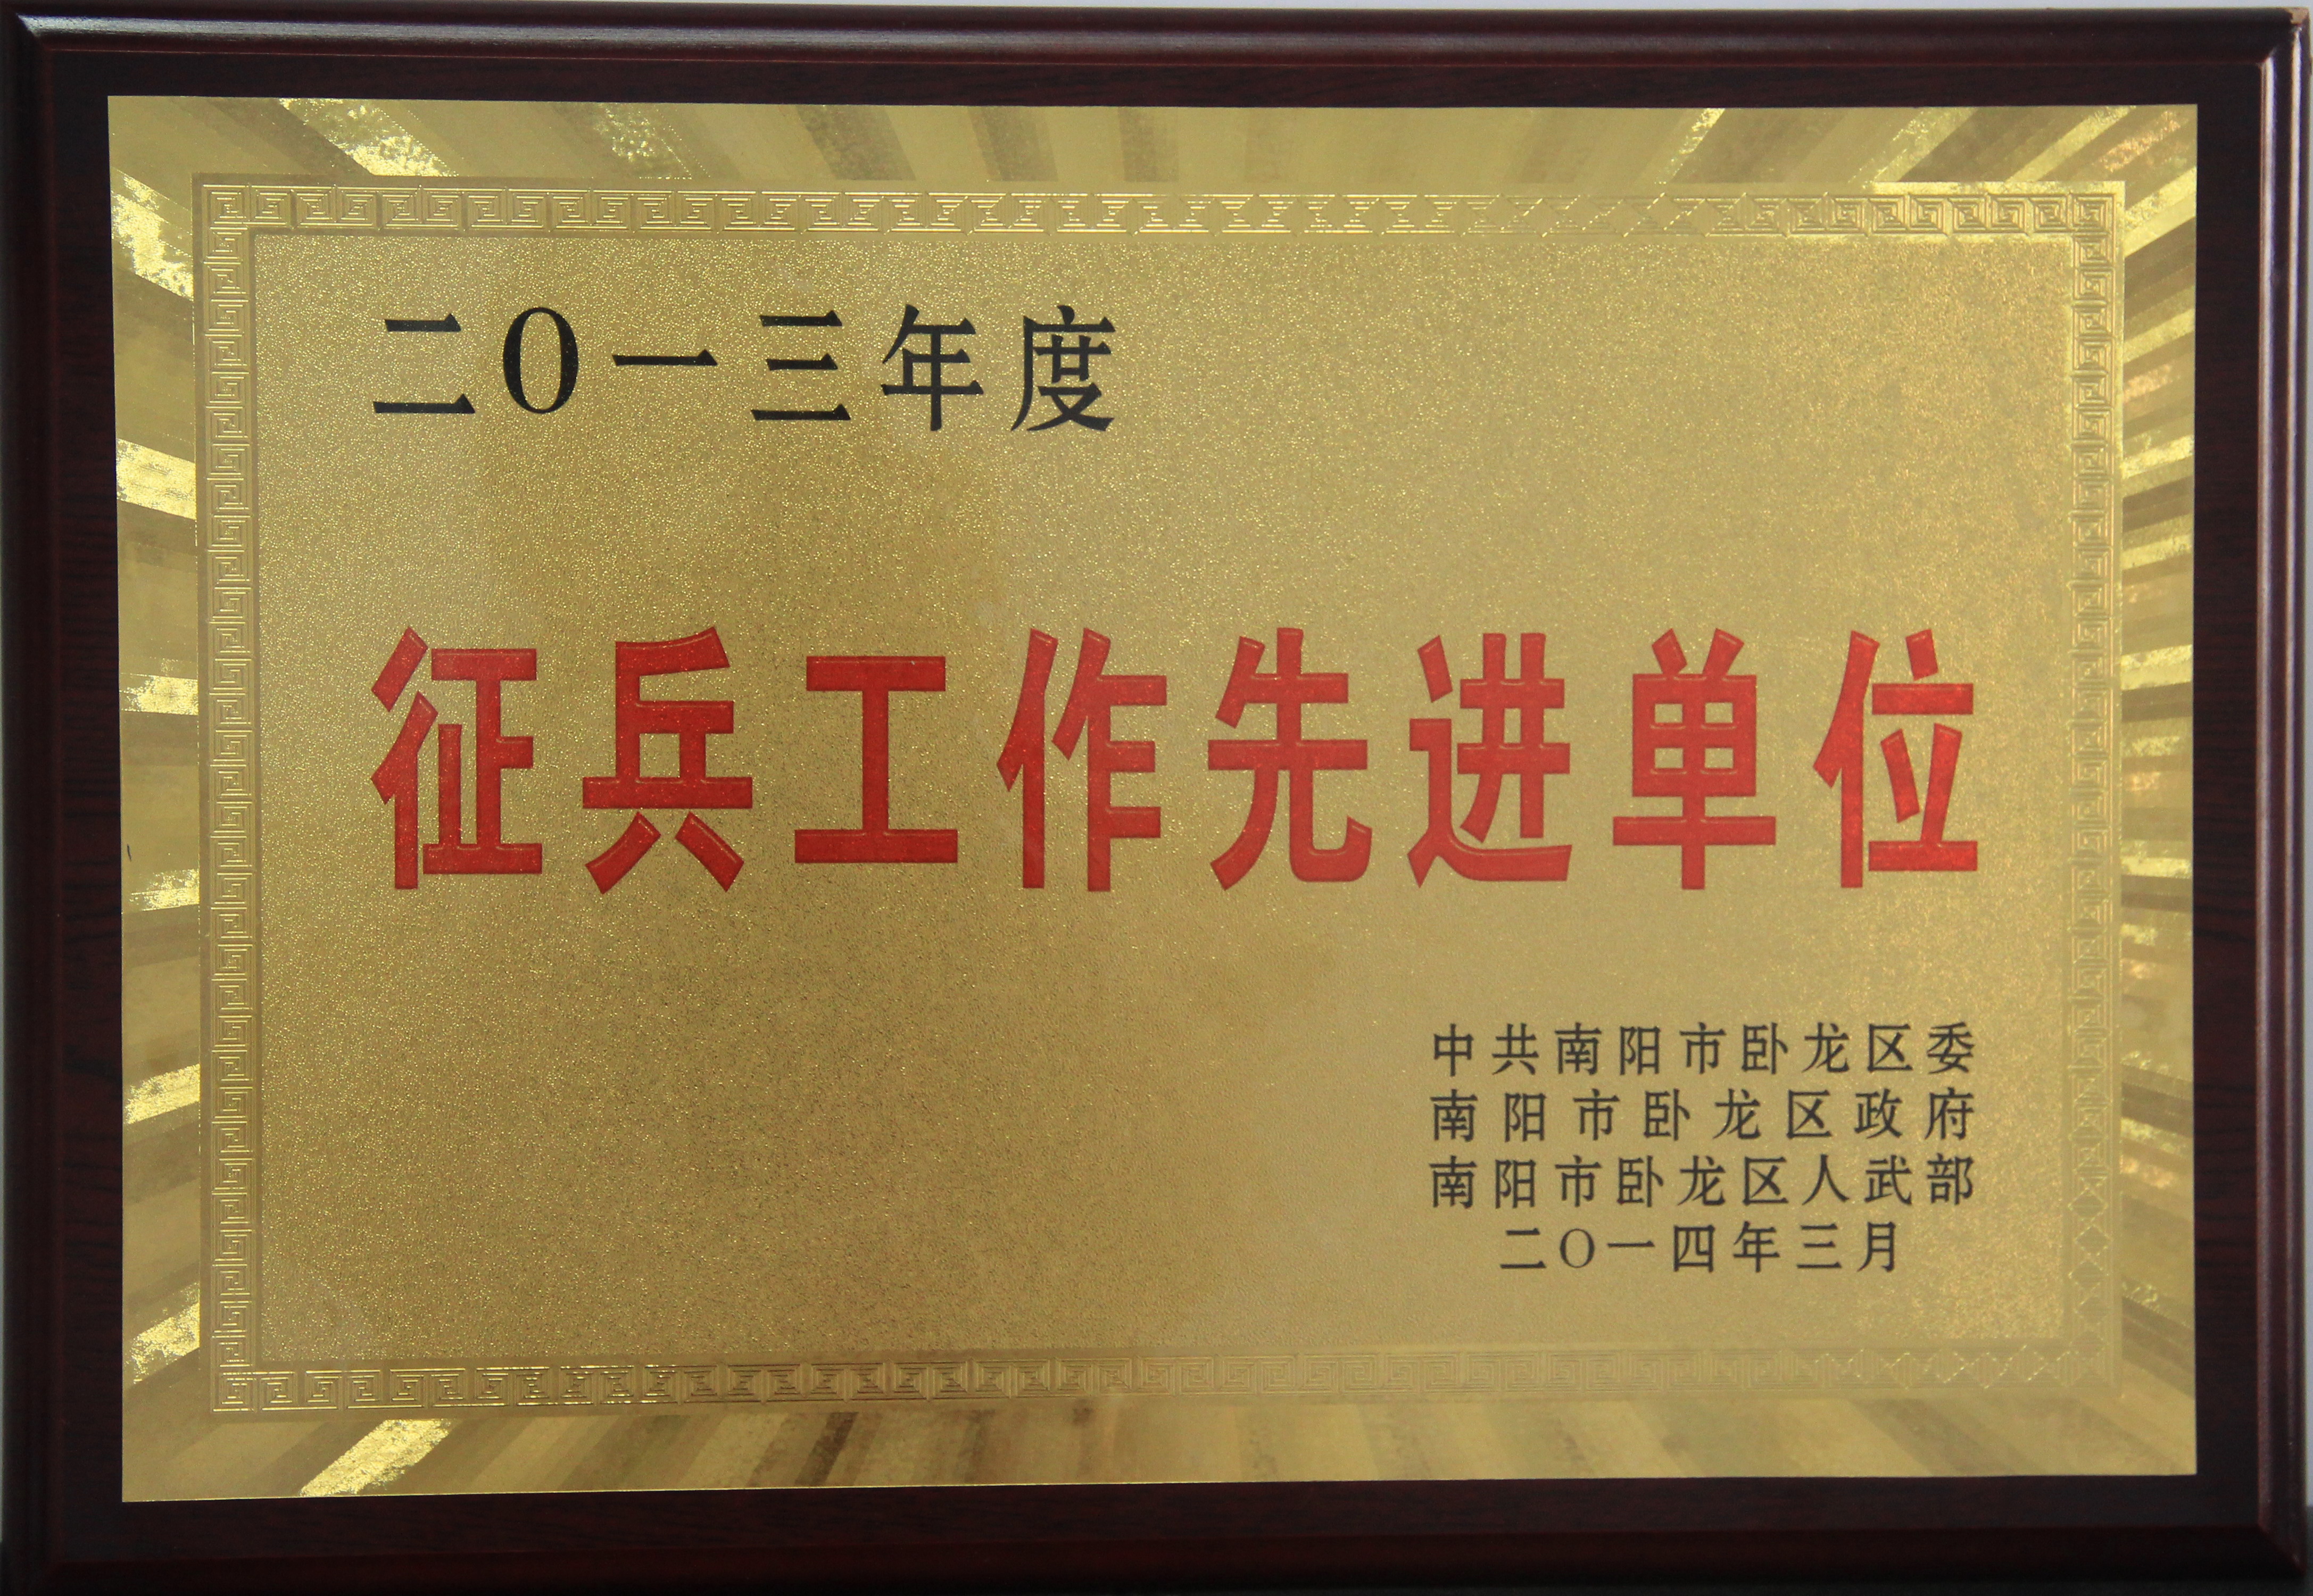 二〇一三年度
征兵工作先进单位
中共南阳市卧龙区委
南阳市卧龙区政府
南阳市卧龙区人武部
二〇一四年三月